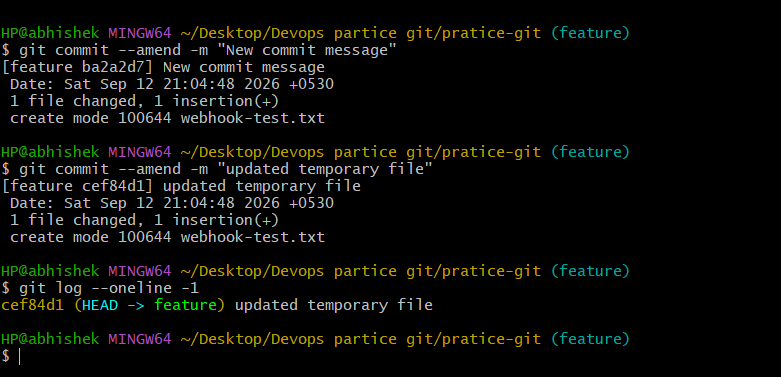 HP@abhishek MINGW64 ~/Desktop/Devops partice git/pratice-git (feature)
$ git commit --amend -m "New commit message"
[feature ba2a2d7] New commit message
 Date: Sat Sep 12 21:04:48 2026 +0530
 1 file changed, 1 insertion(+)
 create mode 100644 webhook-test.txt
HP@abhishek MINGW64 ~/Desktop/Devops partice git/pratice-git (feature)
$ git commit --amend -m "updated temporary file"
[feature cef84d1] updated temporary file
 Date: Sat Sep 12 21:04:48 2026 +0530
 1 file changed, 1 insertion(+)
 create mode 100644 webhook-test.txt
HP@abhishek MINGW64 ~/Desktop/Devops partice git/pratice-git (feature)
$ git log --oneline -1
cef84d1 (HEAD -> feature) updated temporary file
HP@abhishek MINGW64 ~/Desktop/Devops partice git/pratice-git (feature)
$